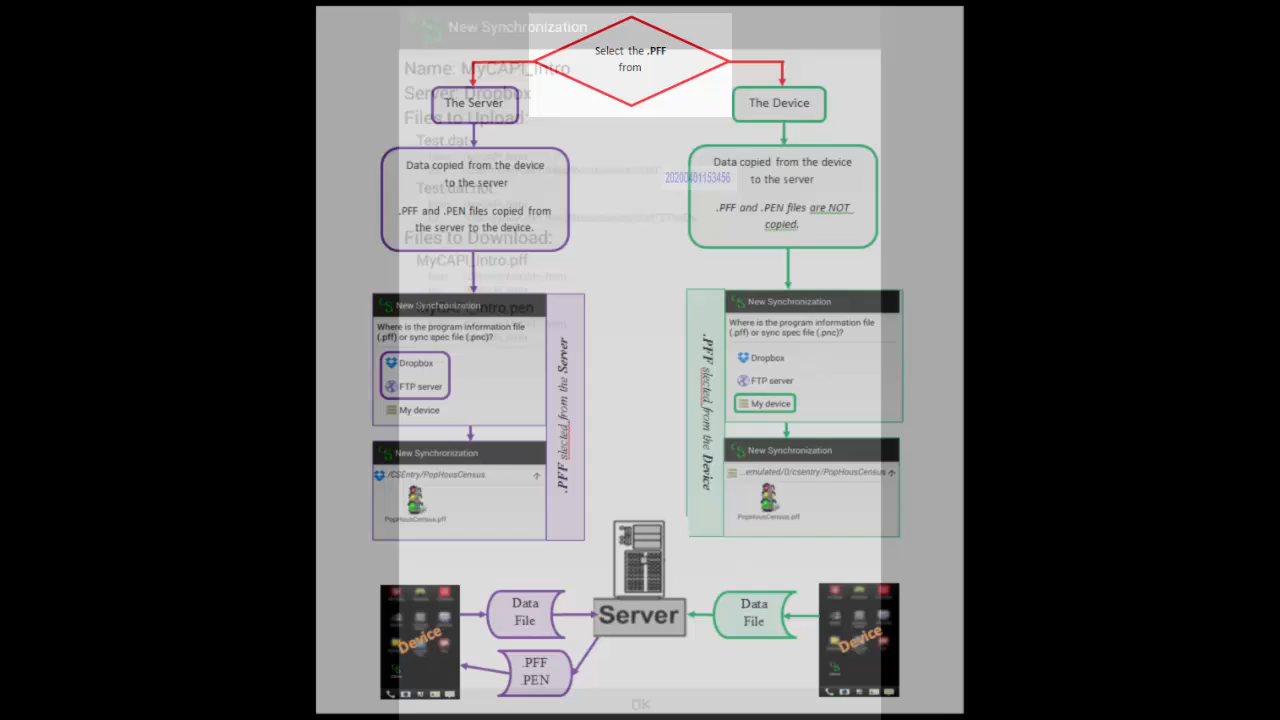 New Synchronization
Select the .PFF
from
Name: MyCAPI_Intro
Server: Dropbox
Files to Upload:
The Server
The Device
Test.dat
Data copied from the device
to the server
.PFF and .PEN files copied from
the server to the device.
Data copied from the device
to the server
.PFF and .PEN files are NOT
copied.
20200401153456
Test.dat.not
Files to Download:
MyCAPI_Intro.pff
MyCAPI_Intro.pen
New Synchronization
Where is the program information file
(.pff) or sync spec file (.pnc)?
Dropbox
FTP server
My device
.PFF slected from the Server
New Synchronization
/CSEntry/PopHousCensus
PopHousCensus.pff
.PFF slected from the Device
New Synchronization
Where is the program information file
(.pff) or sync spec file (.pnc)?
Dropbox
FTP server
My device
New Synchronization
...emulated/0/csentry/PopHousCensus
PopHousCensus.pff
Device
Data
File
Server
Data
File
Device
.PFF
.PEN
OK